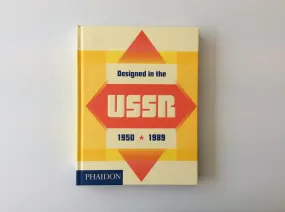 Designed in the
USSR
1950 ★ 1989
PHAIDON